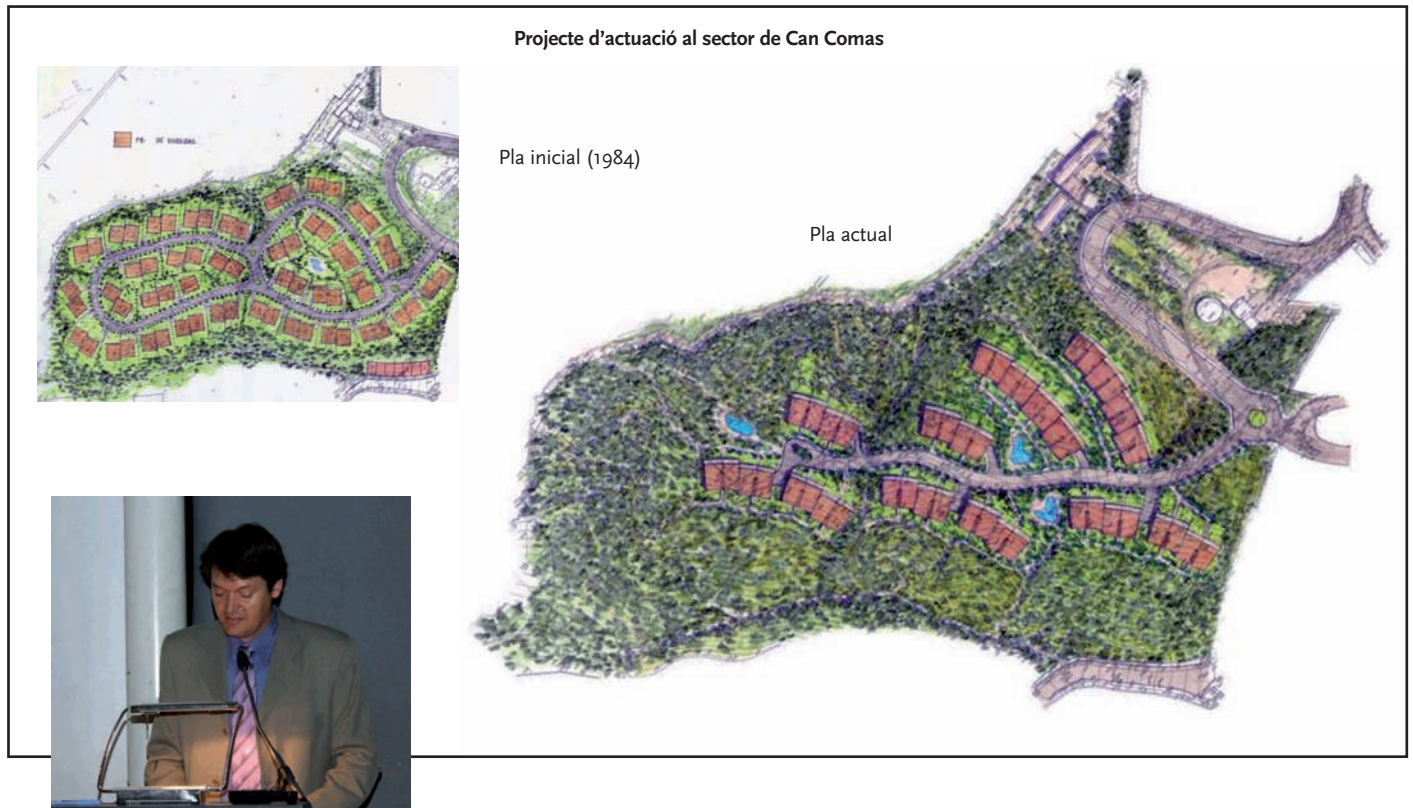 Projecte d’actuació al sector de Can Comas
Pla inicial (1984)
Pla actual